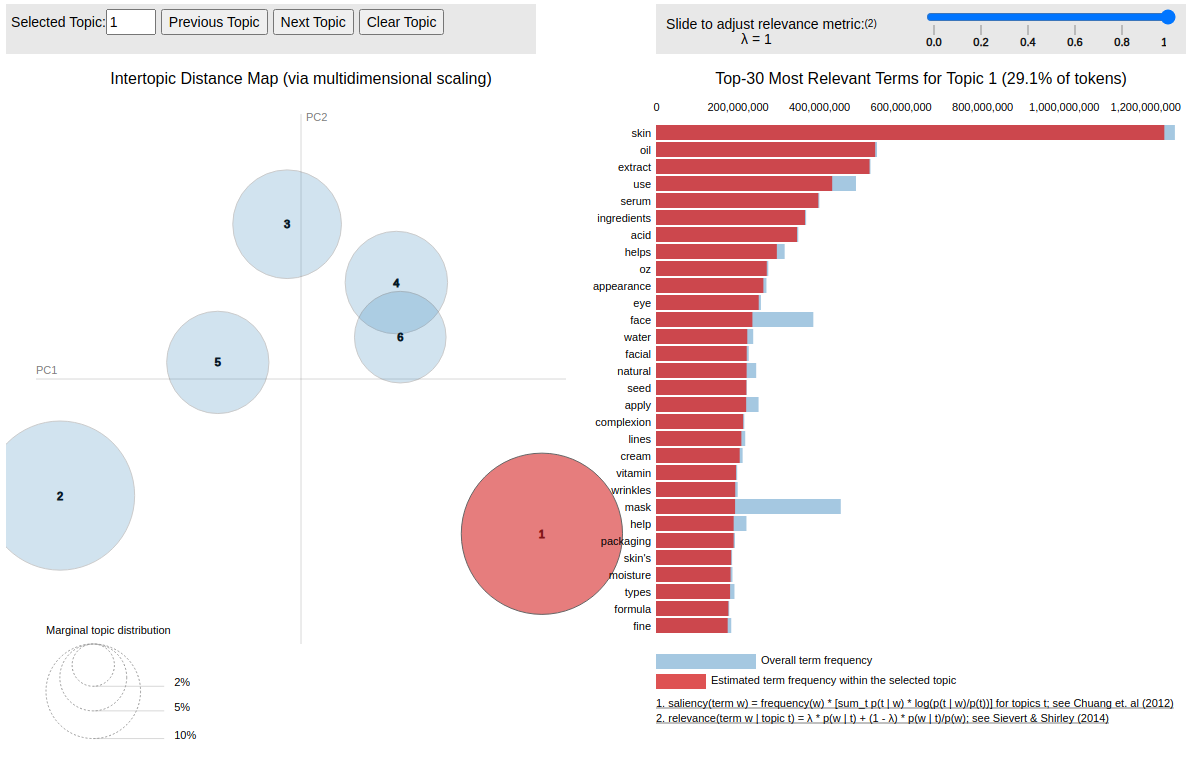 Selected Topic: 1 Previous Topic Next Topic Clear Topic
Slide to adjust relevance metric:(2)
λ = 1
0.0 0.2 0.4 0.6 0.8 1
Intertopic Distance Map (via multidimensional scaling)
PC2
PC1
3
4
6
5
2
1
Marginal topic distribution
2%
5%
10%
Top-30 Most Relevant Terms for Topic 1 (29.1% of tokens)
0 200,000,000 400,000,000 600,000,000 800,000,000 1,000,000,000 1,200,000,000
skin
oil
extract
use
serum
ingredients
acid
helps
oz
appearance
eye
face
water
facial
natural
seed
apply
complexion
lines
cream
vitamin
wrinkles
mask
help
packaging
skin's
moisture
types
formula
fine
Overall term frequency
Estimated term frequency within the selected topic
1. saliency(term w) = frequency(w) * [sum_t p(t | w) * log(p(t | w)/p(t))] for topics t; see Chuang et. al (2012)
2. relevance(term w | topic t) = λ * p(w | t) + (1 - λ) * p(w | t)/p(w); see Sievert & Shirley (2014)